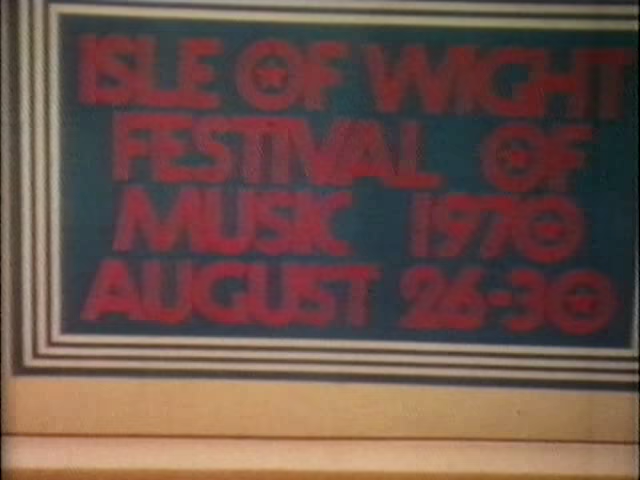 ISLE OF WIGHT
FESTIVAL OF
MUSIC 1970
AUGUST 26-30